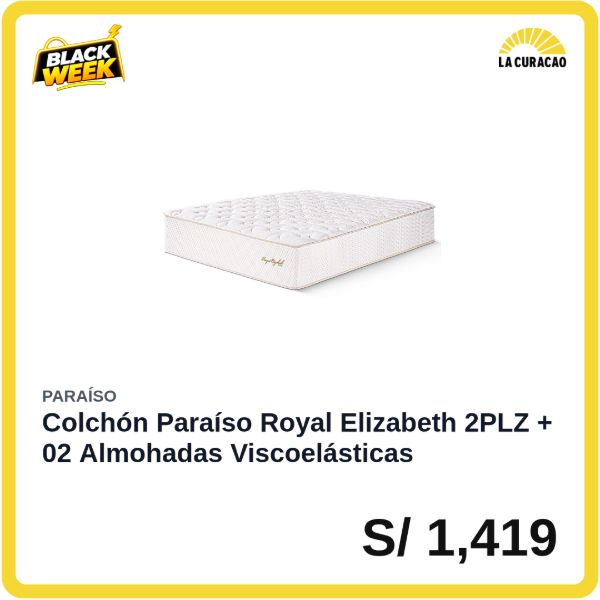 BLACK
WEEK
LA CURACAO
PARAÍSO
Colchón Paraíso Royal Elizabeth 2PLZ +
02 Almohadas Viscoelásticas
S/ 1,419